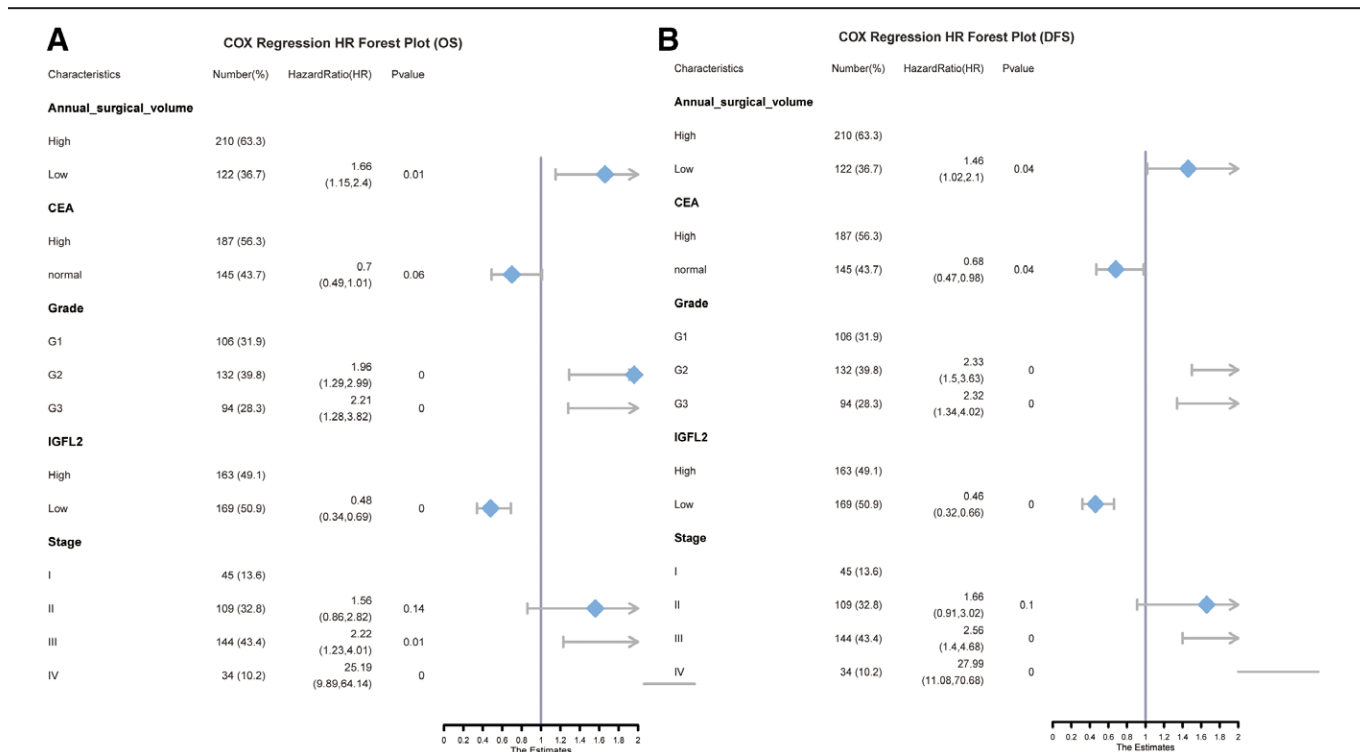 A
COX Regression HR Forest Plot (OS)
Characteristics Number(%) HazardRatio(HR) Pvalue
Annual_surgical_volume
High 210 (63.3)
Low 122 (36.7) 1.66 (1.15,2.4) 0.01
CEA
High 187 (56.3)
normal 145 (43.7) 0.7 (0.49,1.01) 0.06
Grade
G1 106 (31.9)
G2 132 (39.8) 1.96 (1.29,2.99) 0
G3 94 (28.3) 2.21 (1.28,3.82) 0
IGFL2
High 163 (49.1)
Low 169 (50.9) 0.48 (0.34,0.69) 0
Stage
I 45 (13.6)
II 109 (32.8) 1.56 (0.86,2.82) 0.14
III 144 (43.4) 2.22 (1.23,4.01) 0.01
IV 34 (10.2) 25.19 (9.89,64.14) 0
0 0.2 0.4 0.6 0.8 1 1.2 1.4 1.6 1.8 2
The Estimates
B
COX Regression HR Forest Plot (DFS)
Characteristics Number(%) HazardRatio(HR) Pvalue
Annual_surgical_volume
High 210 (63.3)
Low 122 (36.7) 1.46 (1.02,2.1) 0.04
CEA
High 187 (56.3)
normal 145 (43.7) 0.68 (0.47,0.98) 0.04
Grade
G1 106 (31.9)
G2 132 (39.8) 2.33 (1.5,3.63) 0
G3 94 (28.3) 2.32 (1.34,4.02) 0
IGFL2
High 163 (49.1)
Low 169 (50.9) 0.46 (0.32,0.66) 0
Stage
I 45 (13.6)
II 109 (32.8) 1.66 (0.91,3.02) 0.1
III 144 (43.4) 2.56 (1.4,4.68) 0
IV 34 (10.2) 27.99 (11.08,70.68) 0
0 0.2 0.4 0.6 0.8 1 1.2 1.4 1.6 1.8 2
The Estimates